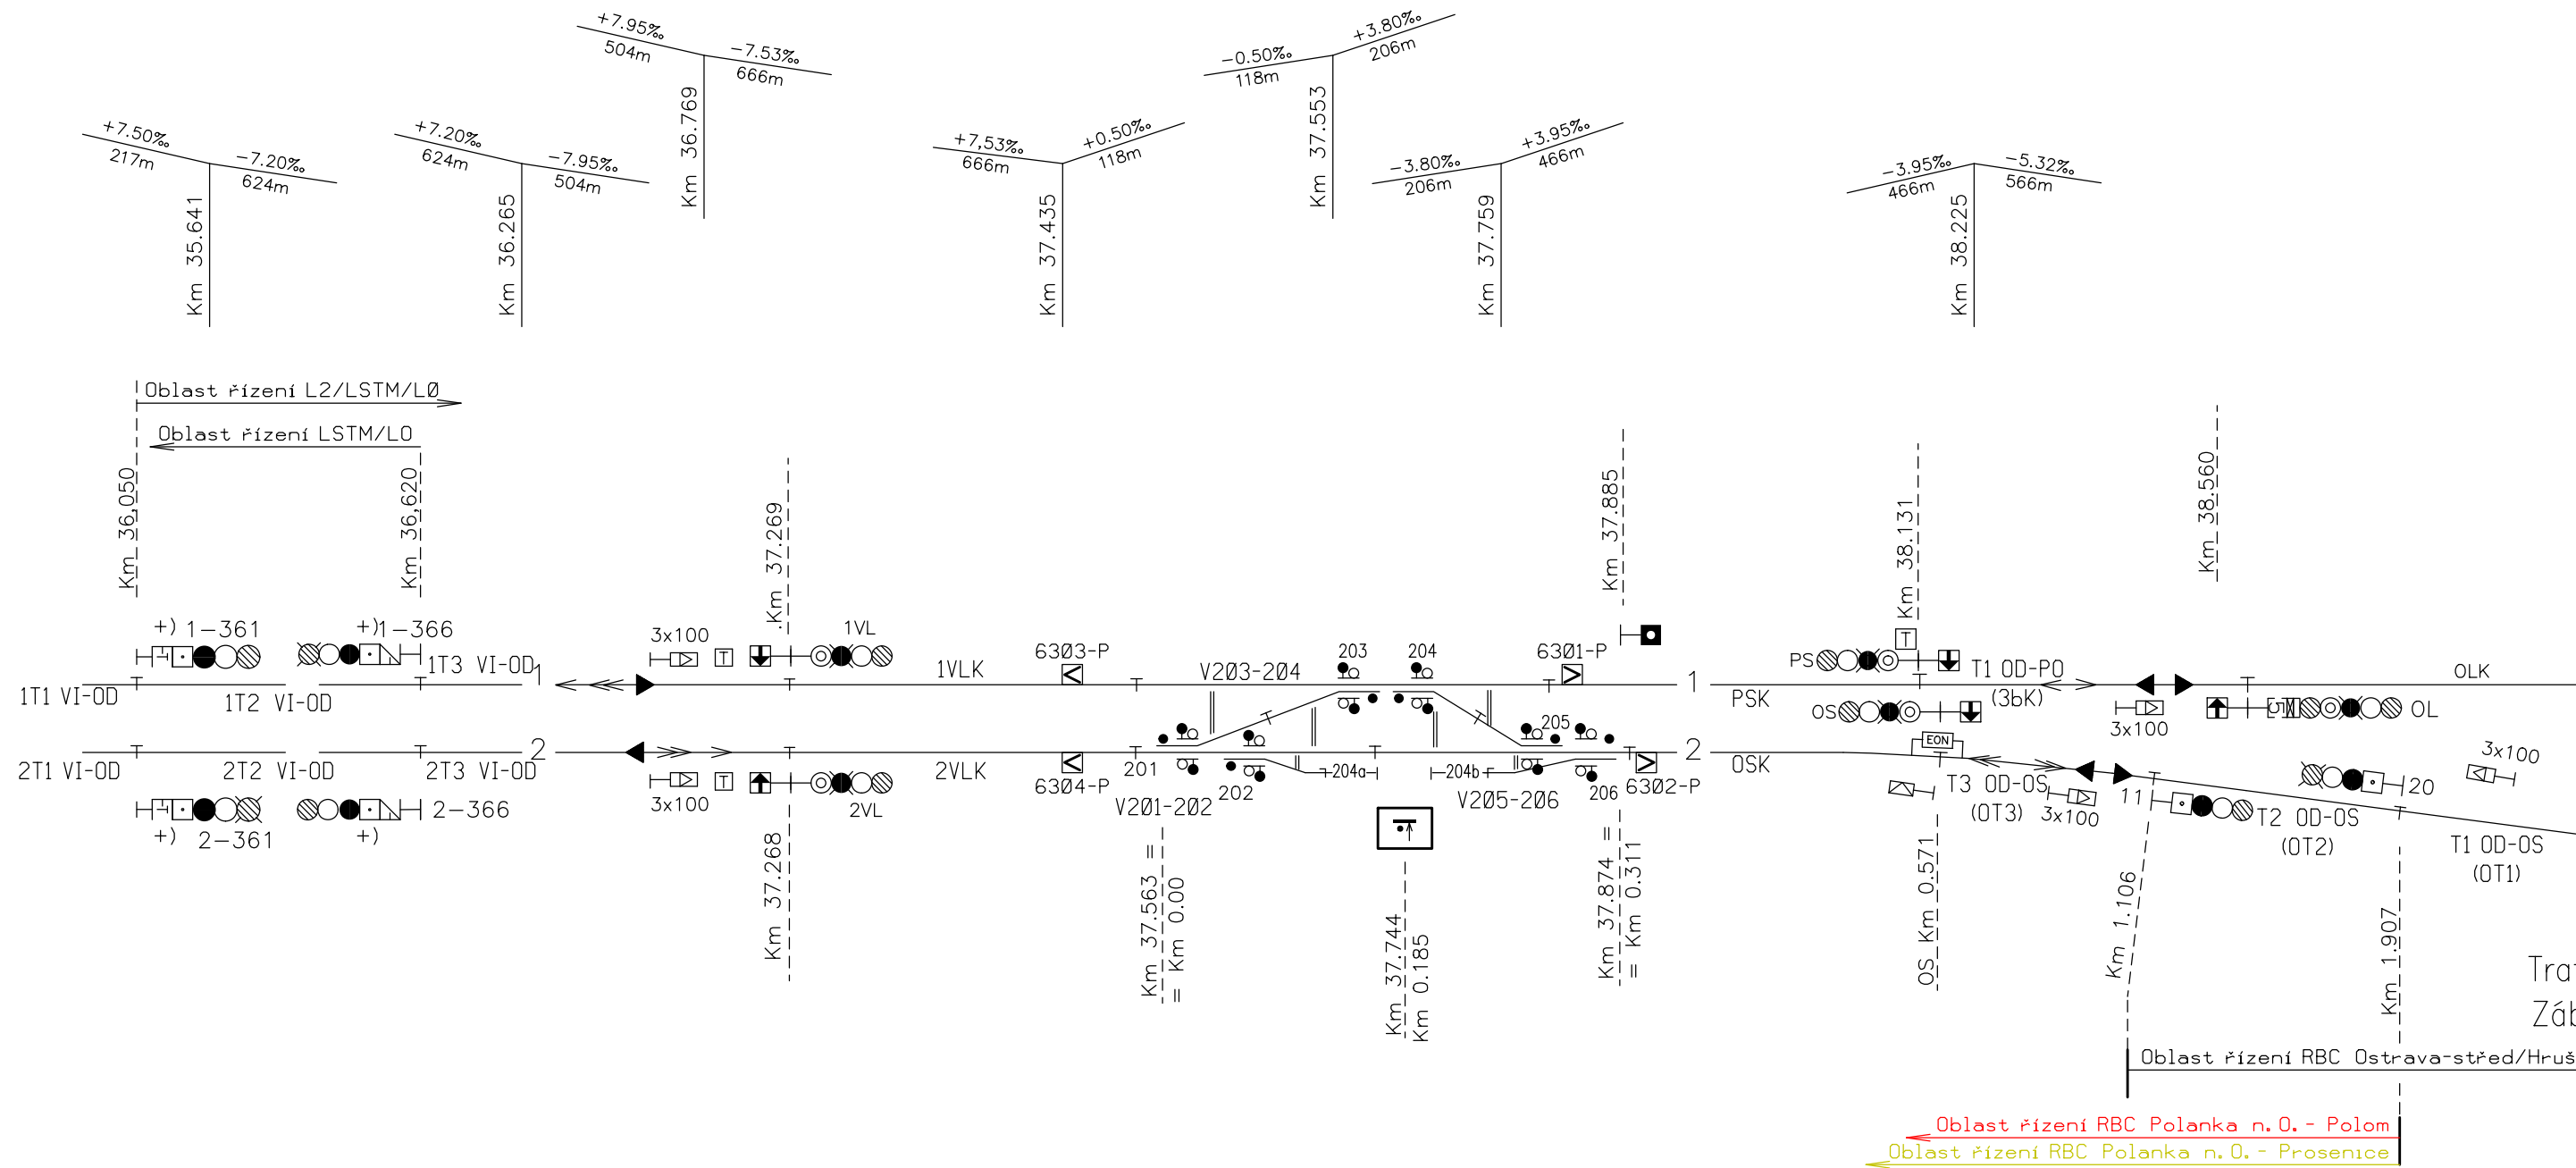 +7.95‰
504m
-7.53‰
666m
Km 36.769
-0.50‰
118m
+3.80‰
206m
Km 37.553
+7.50‰
217m
-7.20‰
624m
Km 35.641
+7.20‰
624m
-7.95‰
504m
Km 36.265
+7,53‰
666m
+0.50‰
118m
Km 37.435
-3.80‰
206m
+3.95‰
466m
Km 37.759
-3.95‰
466m
-5.32‰
566m
Km 38.225
Oblast řízení L2/LSTM/LØ
Oblast řízení LSTM/LO
Km 36,050
Km 36,620
.Km 37.269
Km 37.885
Km 38.131
Km 38.560
+) 1-361
+)1-366
3x100
T
1VL
6303-P
203
204
6301-P
T
PS
1T1 VI-OD
1T2 VI-OD
1T3 VI-OD
1
1VLK
V203-204
1
PSK
T1 OD-PO
(3bK)
OLK
OS
3x100
5
OL
205
EON
3x100
2T1 VI-OD
2T2 VI-OD
2T3 VI-OD
2
2VLK
201
204a
204b
2
OSK
3x100
T
2VL
6304-P
V201-202
202
V205-206
206
6302-P
T3 OD-OS
(OT3)
3x100
11
T2 OD-OS
(OT2)
20
T1 OD-OS
(OT1)
+) 2-361
+)
2-366
Km 37.268
Km 37.563 =
= Km 0.00
Km 37.744
Km 0.185
Km 37.874 =
= Km 0.311
OS Km 0.571
Km 1.106
Km 1.907
Oblast řízení RBC Ostrava-střed/Hruš
Oblast řízení RBC Polanka n.O.- Polom
Oblast řízení RBC Polanka n.O.- Prosenice